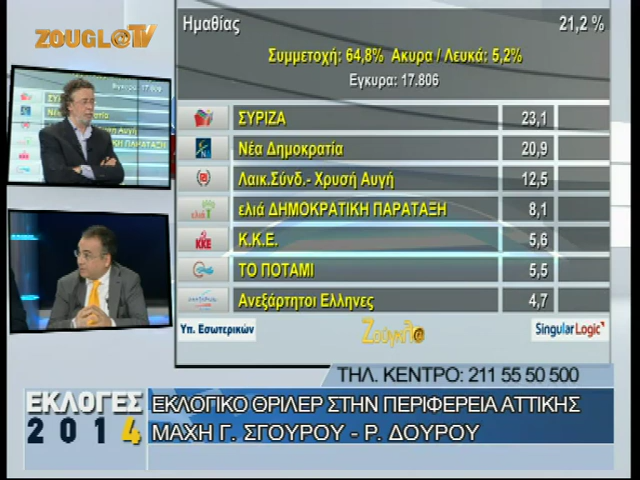 ZOUGL@TV
Ημαθίας 21,2 %
Συμμετοχή: 64,8% Ακυρα / Λευκά: 5,2%
Εγκυρα: 17.806
ΣΥΡΙΖΑ 23,1
Νέα Δημοκρατία 20,9
Λαικ.Σύνδ.- Χρυσή Αυγή 12,5
ελιά ΔΗΜΟΚΡΑΤΙΚΗ ΠΑΡΑΤΑΞΗ 8,1
ΚΚΕ Κ.Κ.Ε. 5,6
ΤΟ ΠΟΤΑΜΙ 5,5
Ανεξάρτητοι Ελληνες 4,7
Υπ. Εσωτερικών Ζούγκλ@ SingularLogic
ΤΗΛ. ΚΕΝΤΡΟ: 211 55 50 500
ΕΚΛΟΓΕΣ
2014
ΕΚΛΟΓΙΚΟ ΘΡΙΛΕΡ ΣΤΗΝ ΠΕΡΙΦΕΡΕΙΑ ΑΤΤΙΚΗΣ
ΜΑΧΗ Γ. ΣΓΟΥΡΟΥ - Ρ. ΔΟΥΡΟΥ